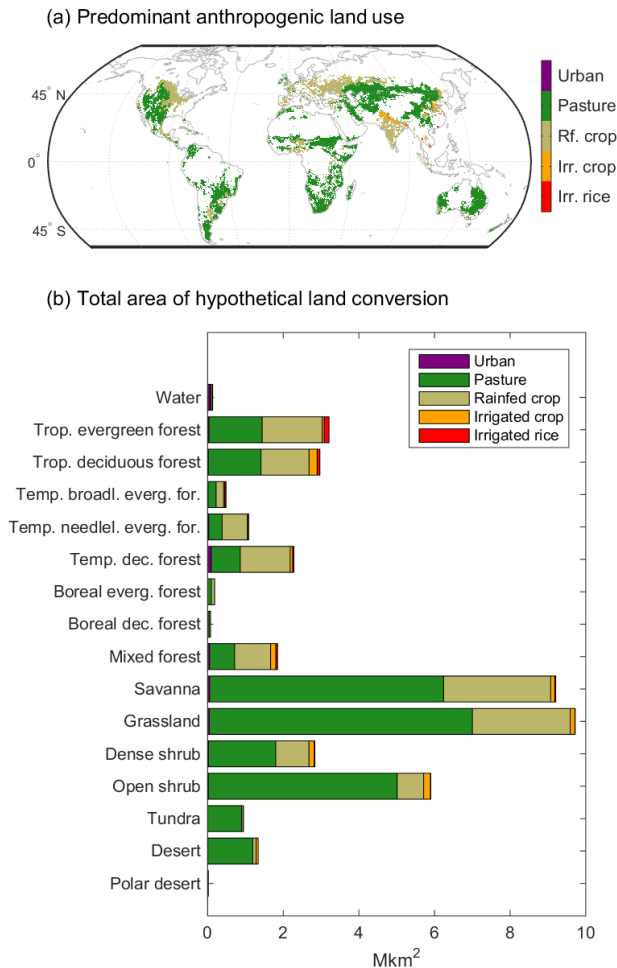 (a) Predominant anthropogenic land use
45° N
0°
45° S
Urban
Pasture
Rf. crop
Irr. crop
Irr. rice
(b) Total area of hypothetical land conversion
Urban
Pasture
Rainfed crop
Irrigated crop
Irrigated rice
Water
Trop. evergreen forest
Trop. deciduous forest
Temp. broadl. everg. for.
Temp. needlel. everg. for.
Temp. dec. forest
Boreal everg. forest
Boreal dec. forest
Mixed forest
Savanna
Grassland
Dense shrub
Open shrub
Tundra
Desert
Polar desert
0 2 4 6 8 10
Mkm²